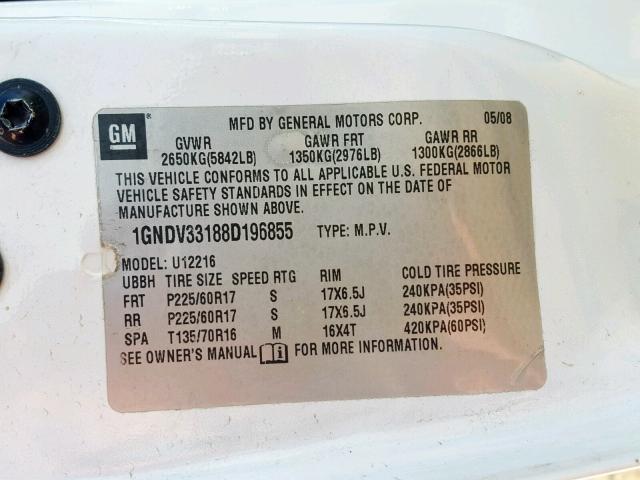 GM ® MFD BY GENERAL MOTORS CORP. 05/08
GVWR GAWR FRT GAWR RR
2650KG(5842LB) 1350KG(2976LB) 1300KG(2866LB)
THIS VEHICLE CONFORMS TO ALL APPLICABLE U.S. FEDERAL MOTOR
VEHICLE SAFETY STANDARDS IN EFFECT ON THE DATE OF
MANUFACTURE SHOWN ABOVE.
1GNDV33188D196855 TYPE: M.P.V.
MODEL: U12216
UBBH TIRE SIZE SPEED RTG RIM COLD TIRE PRESSURE
FRT P225/60R17 S 17X6.5J 240KPA(35PSI)
RR P225/60R17 S 17X6.5J 240KPA(35PSI)
SPA T135/70R16 M 16X4T 420KPA(60PSI)
SEE OWNER'S MANUAL FOR MORE INFORMATION.